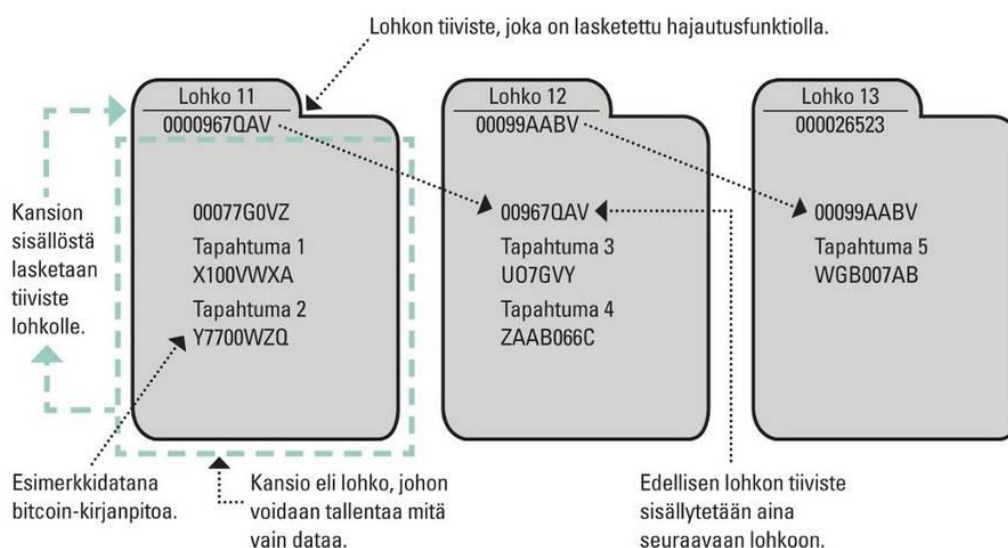 Lohkon tiiviste, joka on lasketettu hajautusfunktiolla.
Lohko 11
0000967QAV
00077G0VZ
Tapahtuma 1
X100VWXA
Tapahtuma 2
Y7700WZQ
Lohko 12
00099AABV
00967QAV
Tapahtuma 3
UO7GVY
Tapahtuma 4
ZAAB066C
Lohko 13
000026523
00099AABV
Tapahtuma 5
WGB007AB
Kansion
sisällöstä
lasketaan
tiiviste
lohkolle.
Esimerkkidatana
bitcoin-kirjanpitoa.
Kansio eli lohko, johon
voidaan tallentaa mitä
vain dataa.
Edellisen lohkon tiiviste
sisällytetään aina
seuraavaan lohkoon.